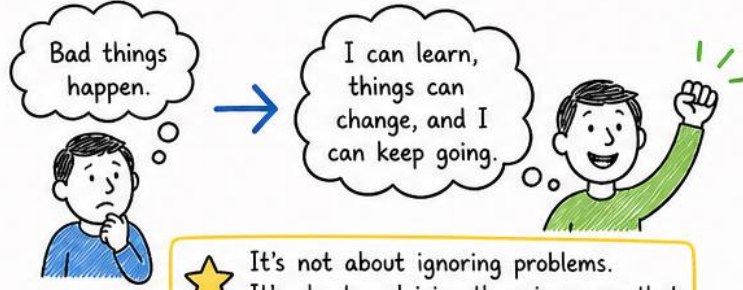 Bad things
happen.
I can learn,
things can
change, and I
can keep going.
It's not about ignoring problems.